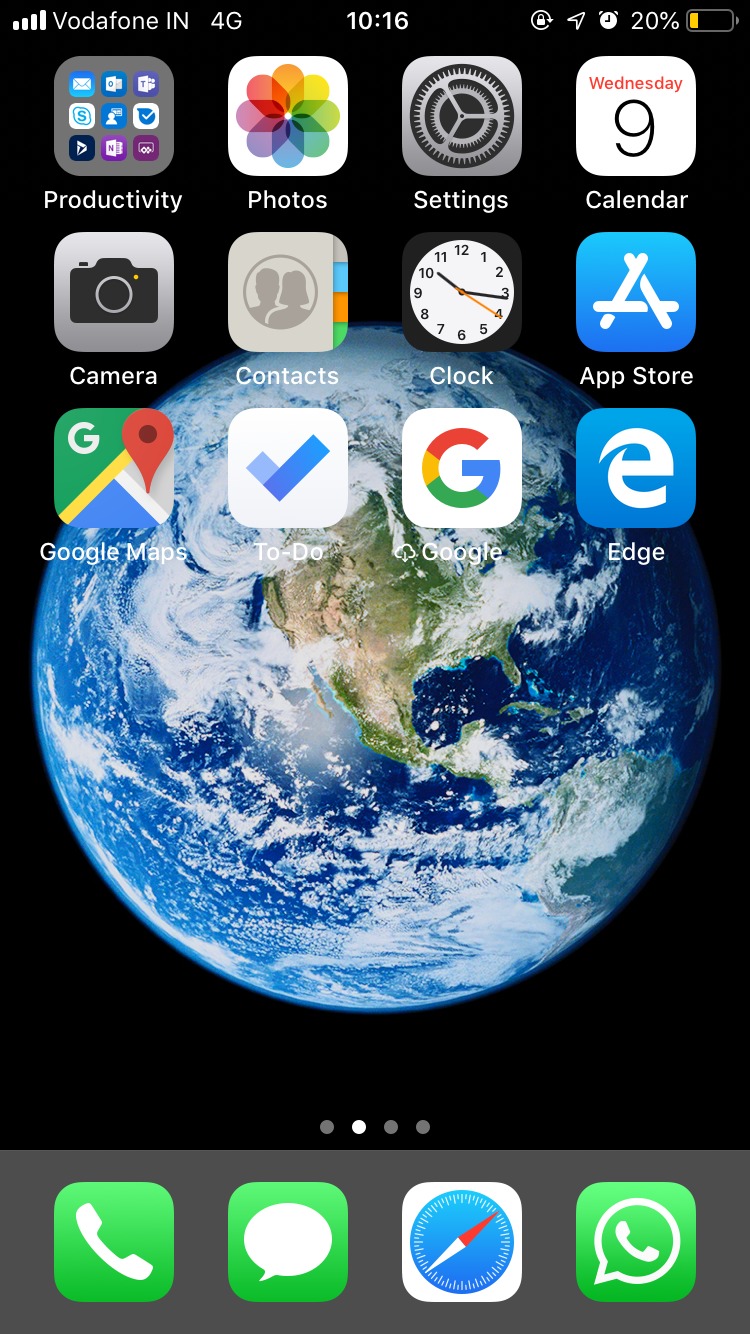 Vodafone IN 4G 10:16 20%
Productivity Photos Settings Calendar
Wednesday
9
12
11 1
10 2
9 3
8 4
7 5
6
Camera Contacts Clock App Store
G
Google Maps To-Do Google Edge